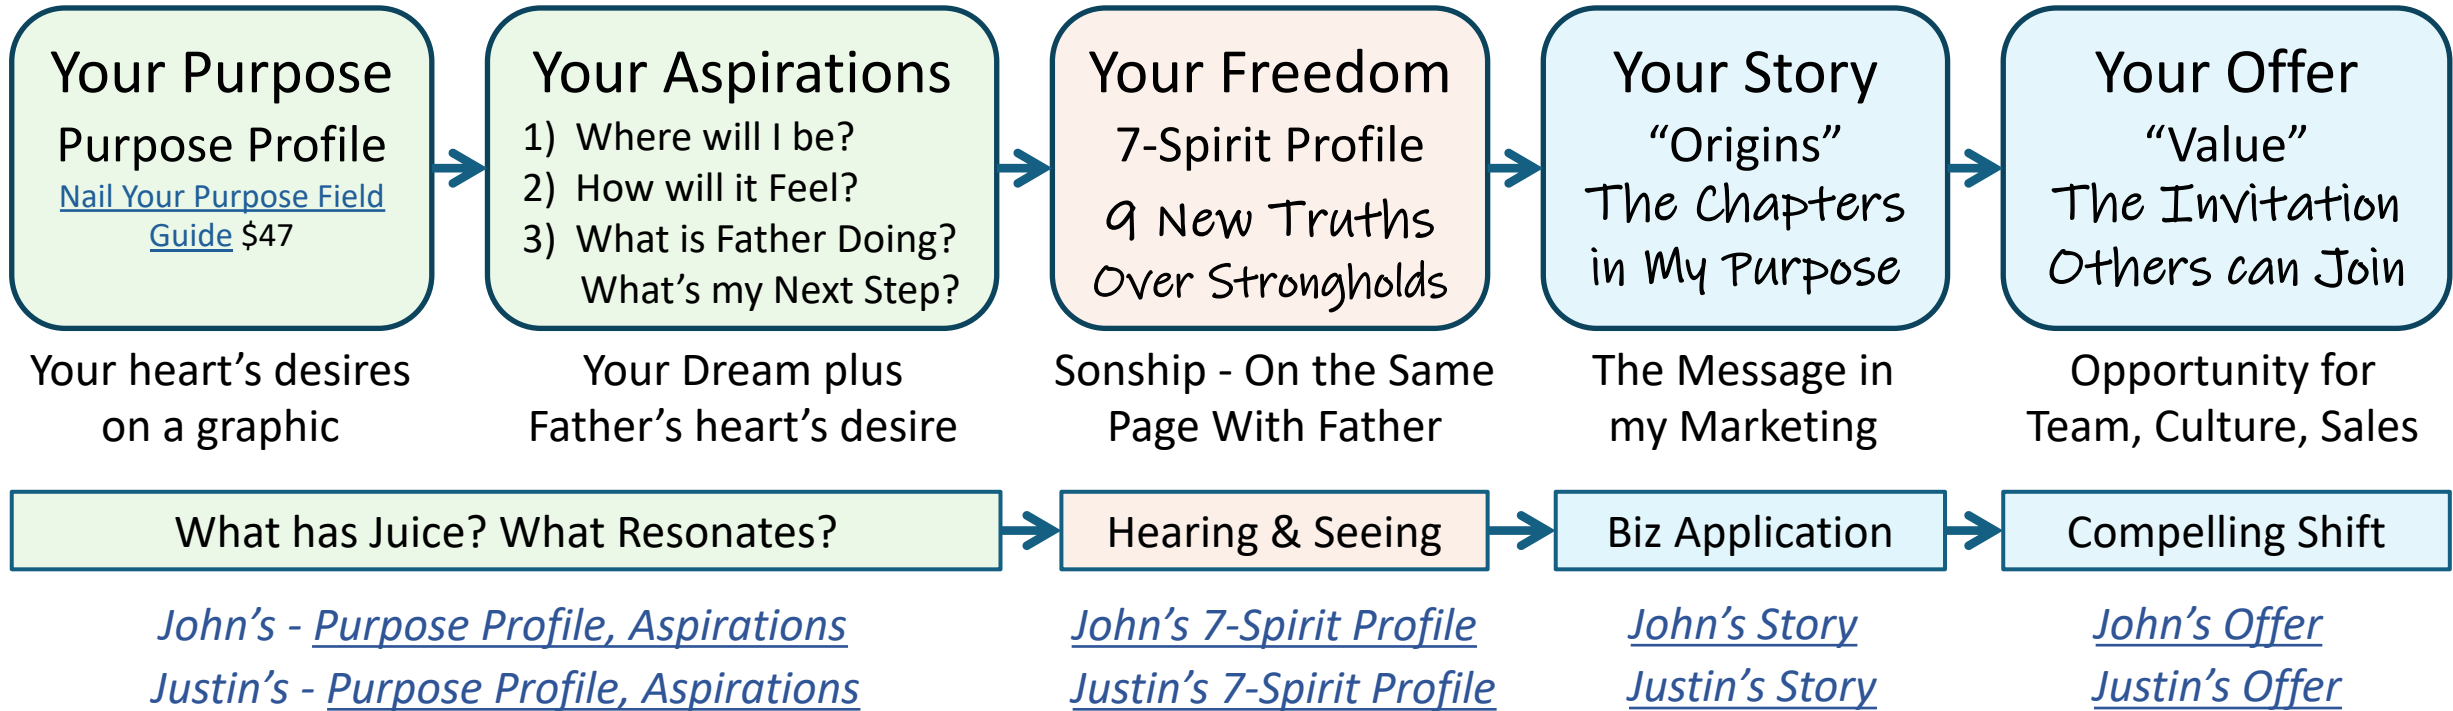 Your Purpose
Purpose Profile
Nail Your Purpose Field
Guide $47
Your Aspirations
1) Where will I be?
2) How will it Feel?
3) What is Father Doing?
What's my Next Step?
Your Freedom
7-Spirit Profile
9 New Truths
Over Strongholds
Your Story
“Origins”
The Chapters
in My Purpose
Your Offer
“Value”
The Invitation
Others can Join
Your heart's desires
on a graphic
Your Dream plus
Father's heart's desire
Sonship - On the Same
Page With Father
The Message in
my Marketing
Opportunity for
Team, Culture, Sales
What has Juice? What Resonates?
Hearing & Seeing
Biz Application
Compelling Shift
John's - Purpose Profile, Aspirations
John's 7-Spirit Profile
John's Story
John's Offer
Justin's - Purpose Profile, Aspirations
Justin's 7-Spirit Profile
Justin's Story
Justin's Offer